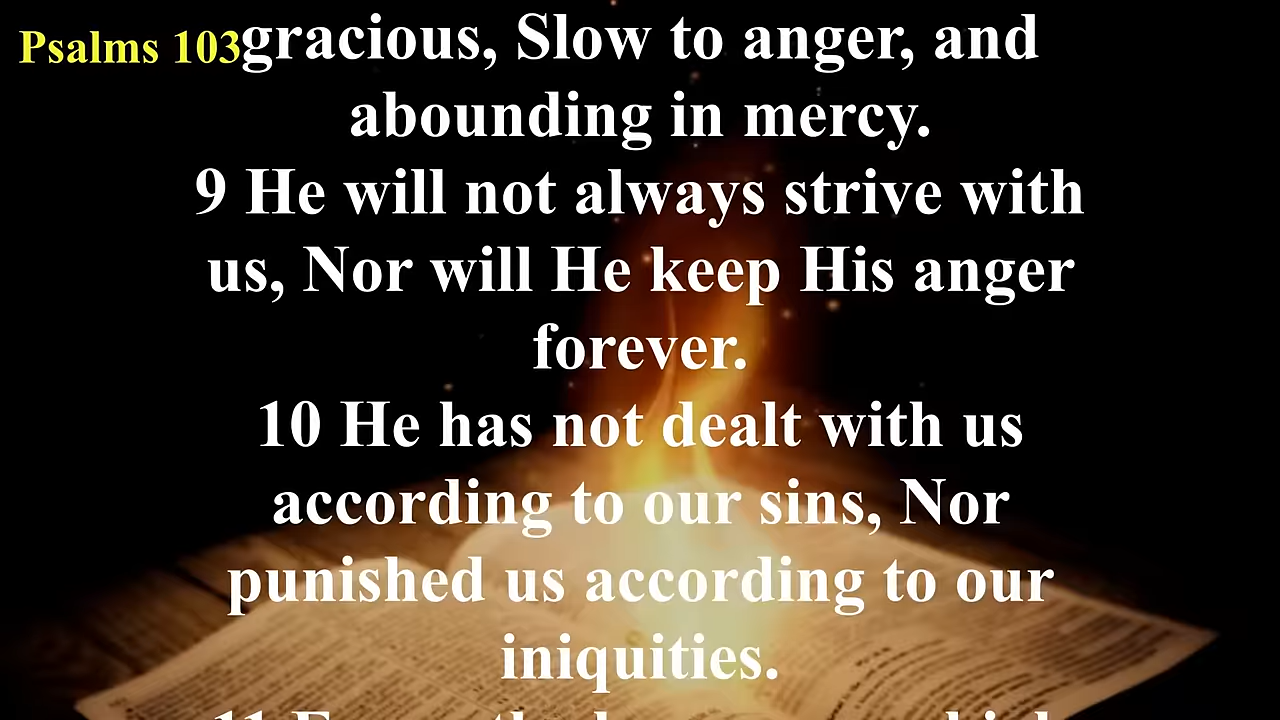 Psalms 103
gracious, Slow to anger, and
abounding in mercy.
9 He will not always strive with
us, Nor will He keep His anger
forever.
10 He has not dealt with us
according to our sins, Nor
punished us according to our
iniquities.